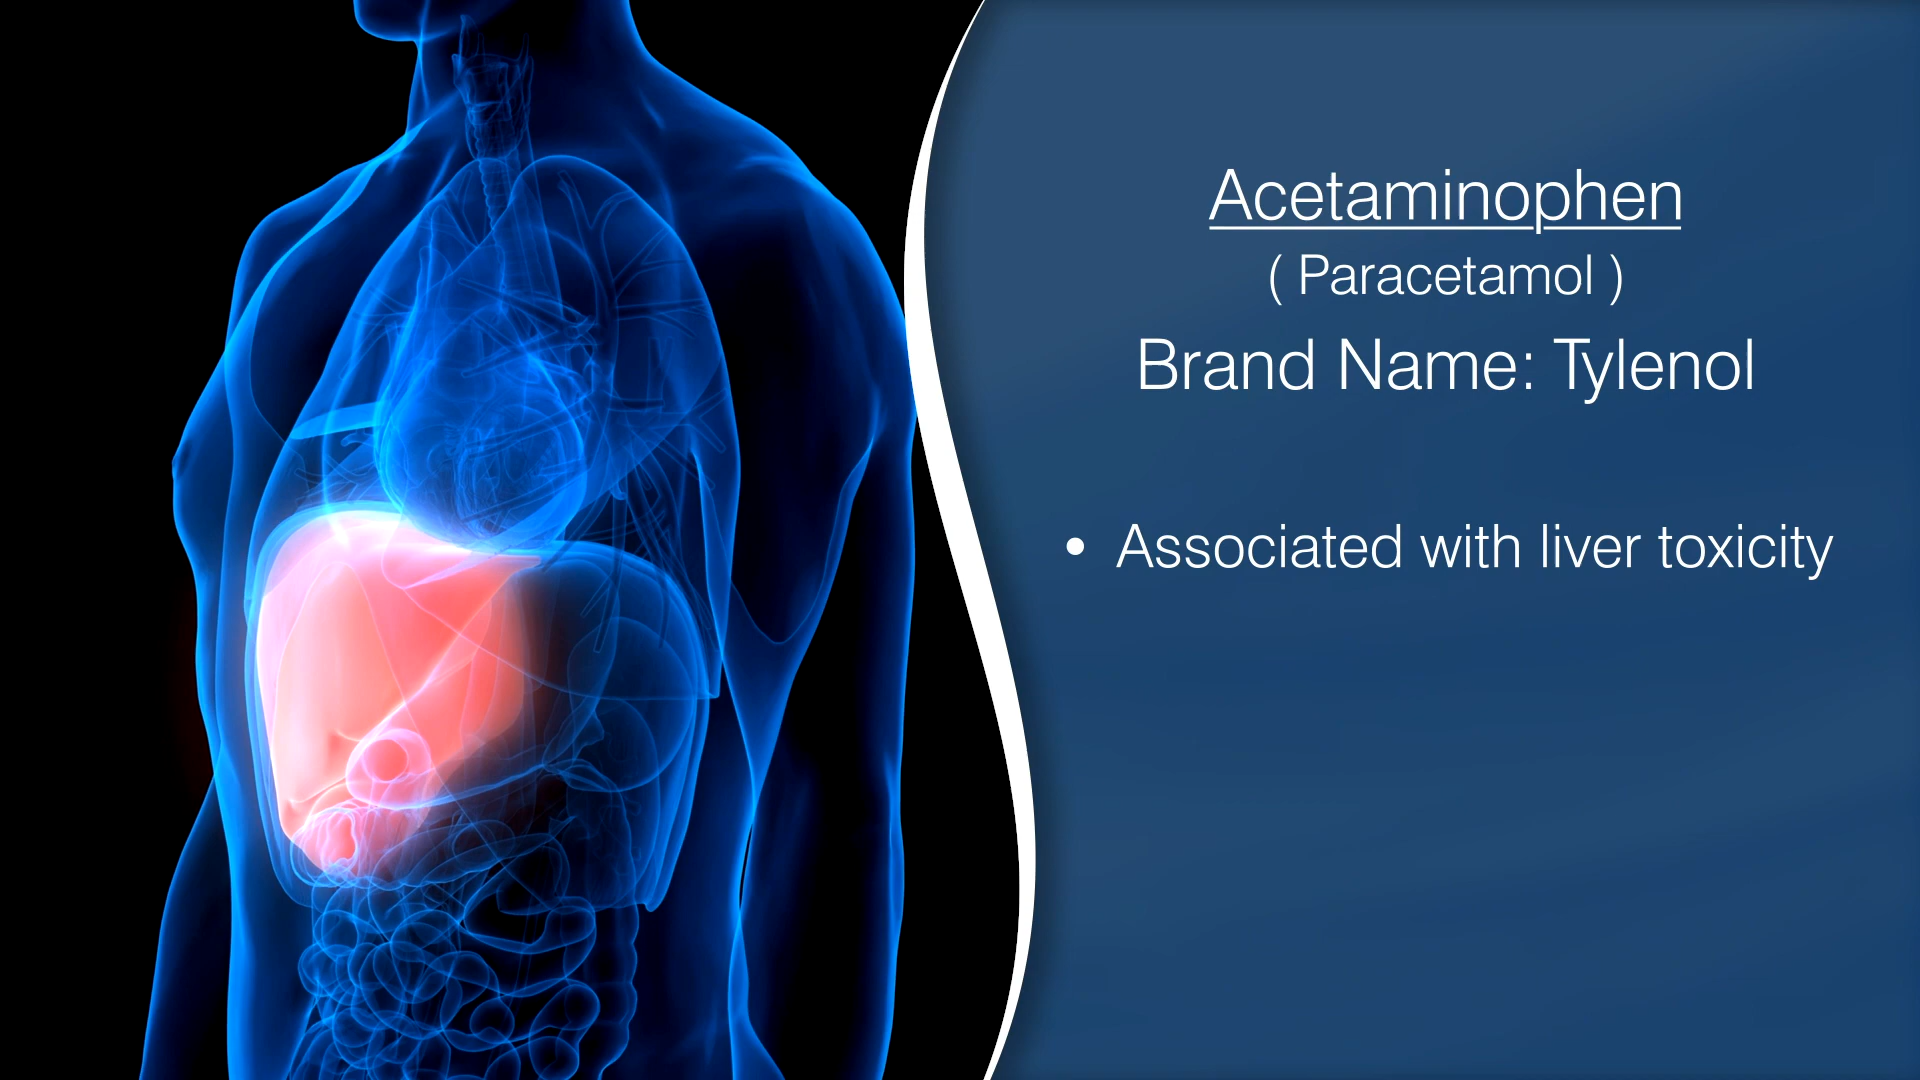 Acetaminophen
( Paracetamol )
Brand Name: Tylenol
• Associated with liver toxicity